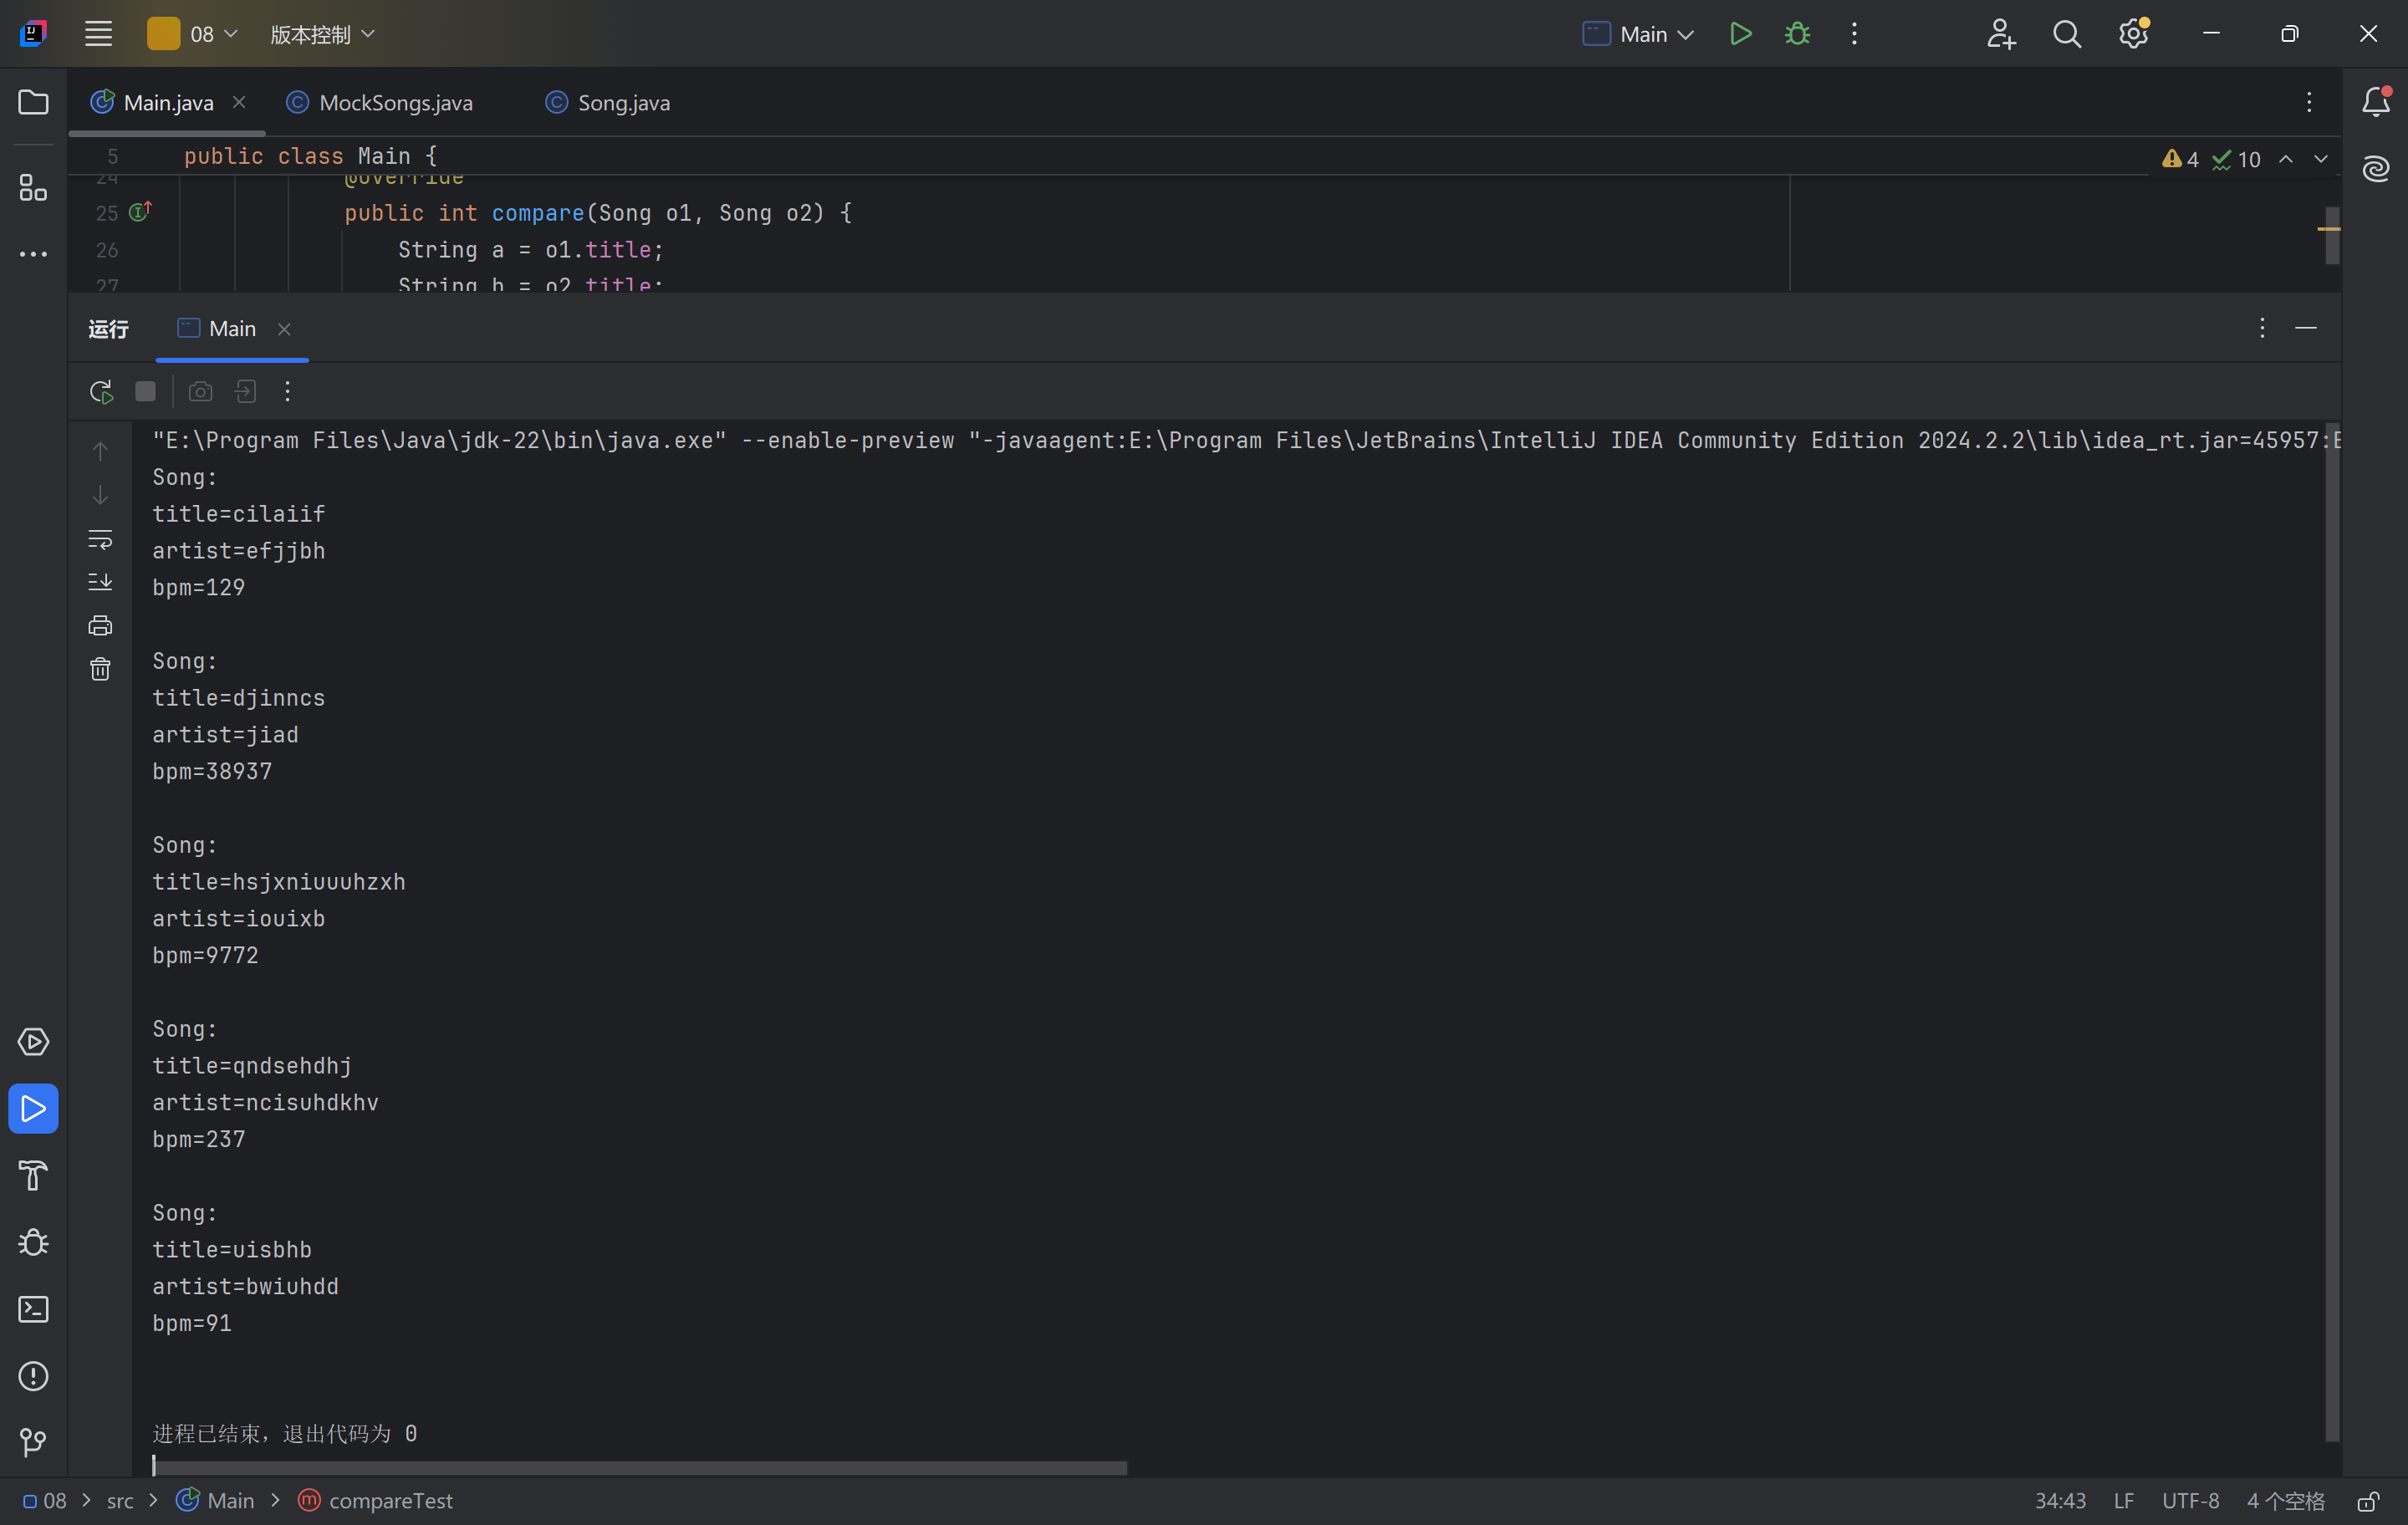 08 版本控制 Main
Main.java MockSongs.java Song.java
5 public class Main { 4 10
24 @Override
25 public int compare(Song o1, Song o2) {
26 String a = o1.title;
27 String b = o2.title;
运行 Main
"E:\Program Files\Java\jdk-22\bin\java.exe" --enable-preview "-javaagent:E:\Program Files\JetBrains\IntelliJ IDEA Community Edition 2024.2.2\lib\idea_rt.jar=45957:E
Song:
title=cilaiif
artist=efjjbh
bpm=129
Song:
title=djinncs
artist=jiad
bpm=38937
Song:
title=hsjxniuuuhzxh
artist=iouixb
bpm=9772
Song:
title=qndsehdhj
artist=ncisuhdkhv
bpm=237
Song:
title=uisbhb
artist=bwiuhdd
bpm=91
进程已结束，退出代码为 0
08 src Main compareTest 34:43 LF UTF-8 4 个空格